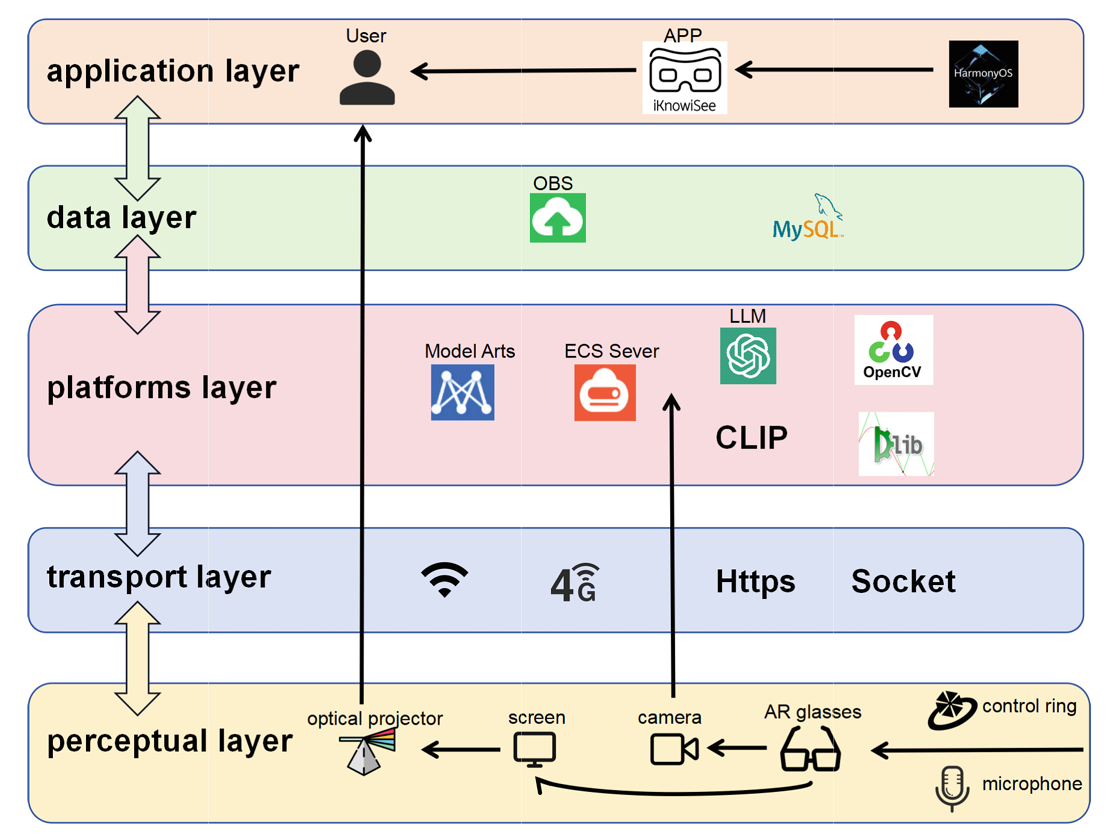 User
APP
application layer
iKnowiSee
HarmonyOS
OBS
data layer
MySQL
LLM
Model Arts
ECS Sever
OpenCV
platforms layer
CLIP
Dlib
transport layer
4G
Https
Socket
optical projector
screen
camera
AR glasses
control ring
perceptual layer
microphone